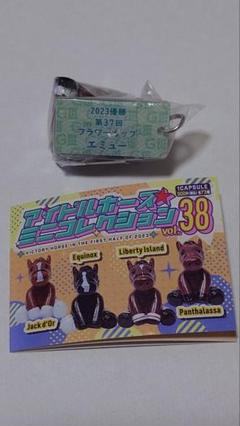 2023優勝
第37回
フラワーカップ
エミュー
1CAPSULE
アイドルホース★
ミニコレクション
vol.38
VICTORY HORSE IN THE FIRST HALF OF 2023
Equinox
Liberty Island
Jack d'Or
Panthalassa